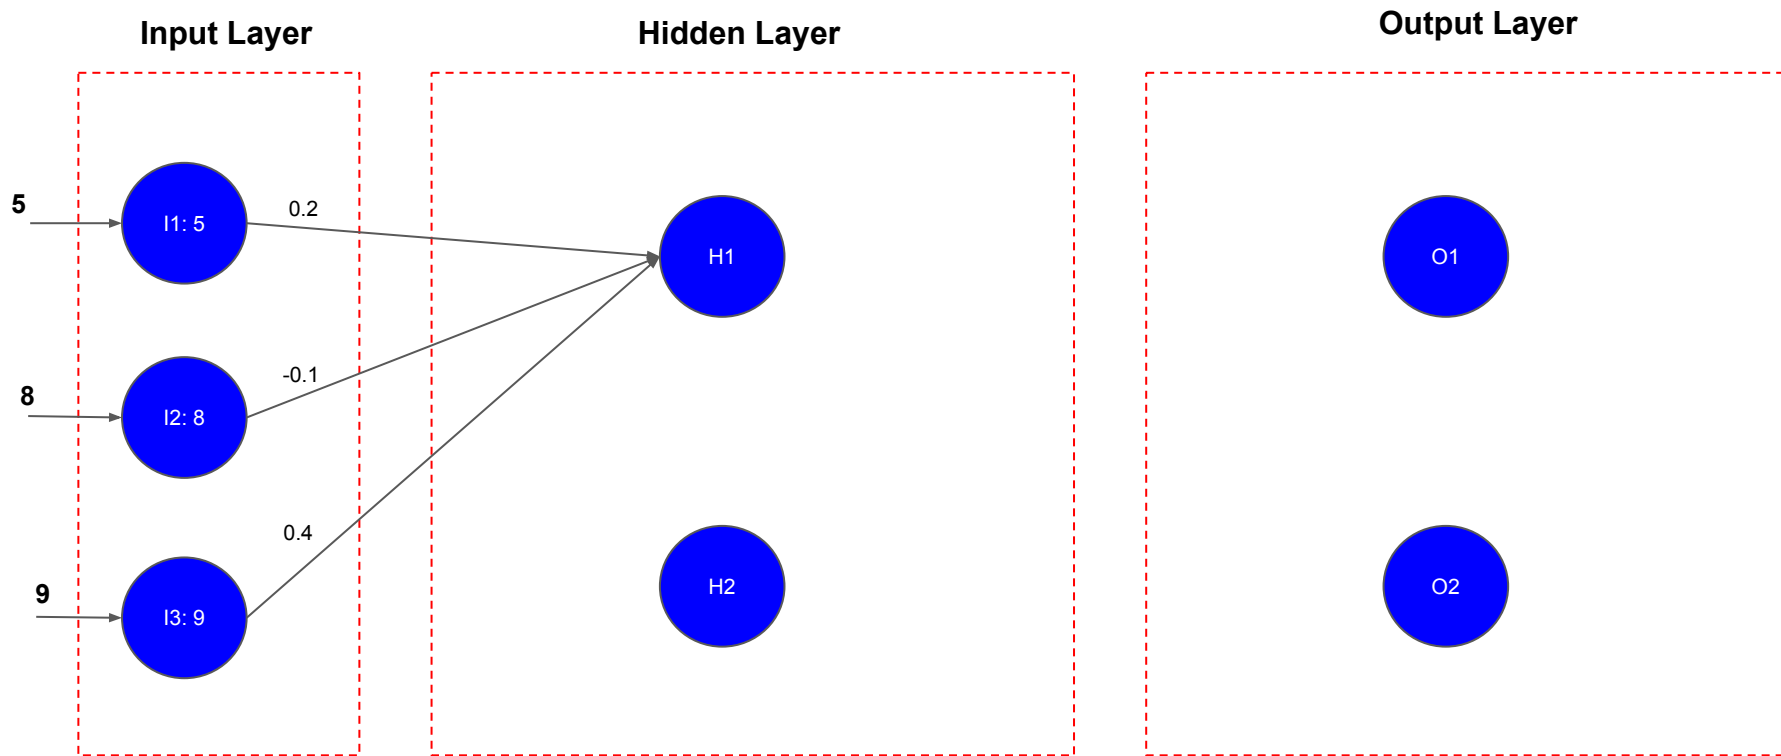 Input Layer
Hidden Layer
Output Layer
5
I1: 5
0.2
H1
O1
8
I2: 8
-0.1
9
I3: 9
0.4
H2
O2